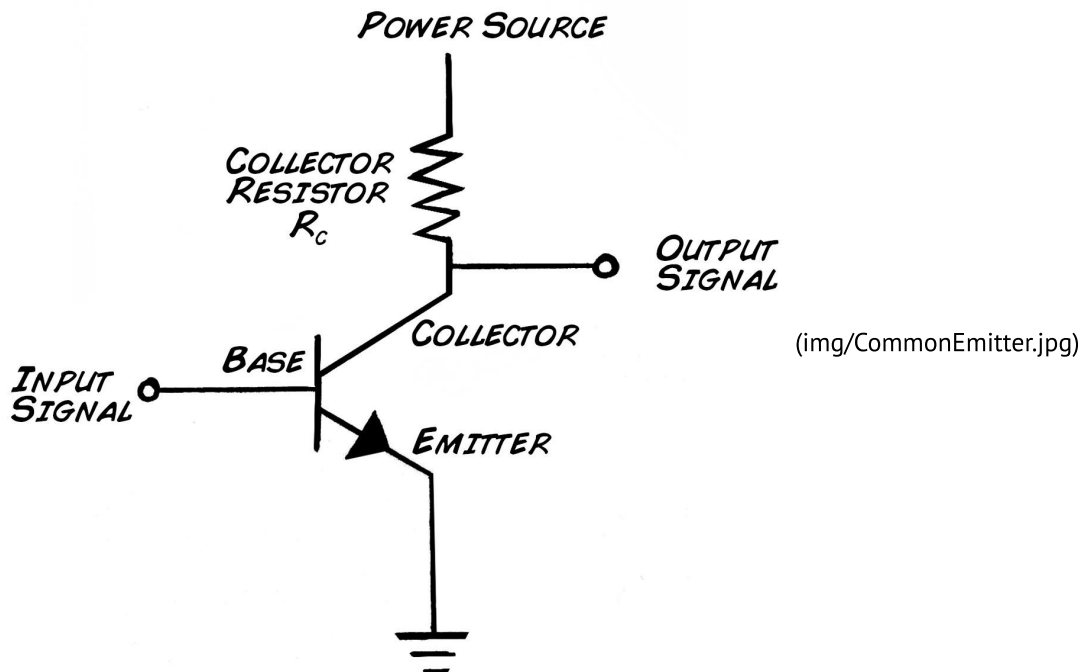 POWER SOURCE
COLLECTOR
RESISTOR
Rc
OUTPUT
SIGNAL
COLLECTOR
(img/CommonEmitter.jpg)
BASE
INPUT
SIGNAL
EMITTER